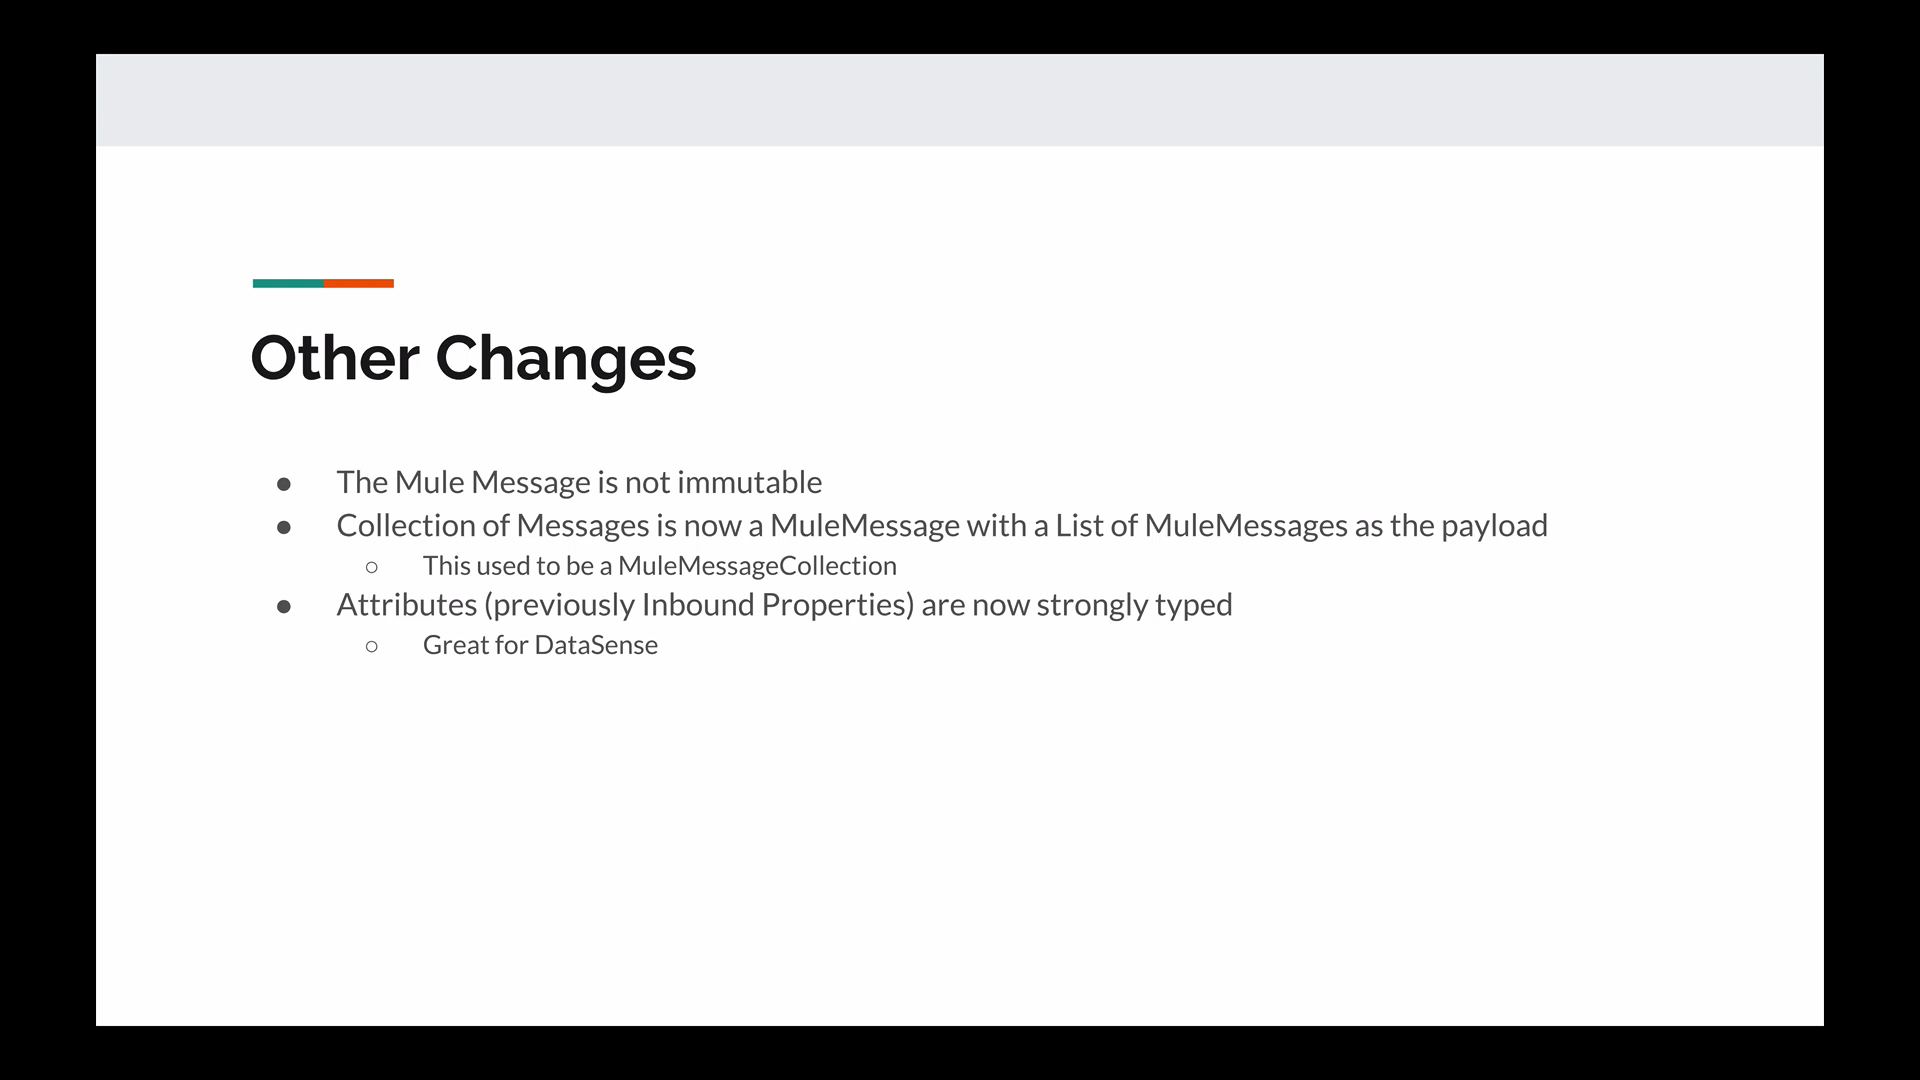 Other Changes
● The Mule Message is not immutable
● Collection of Messages is now a MuleMessage with a List of MuleMessages as the payload
○ This used to be a MuleMessageCollection
● Attributes (previously Inbound Properties) are now strongly typed
○ Great for DataSense